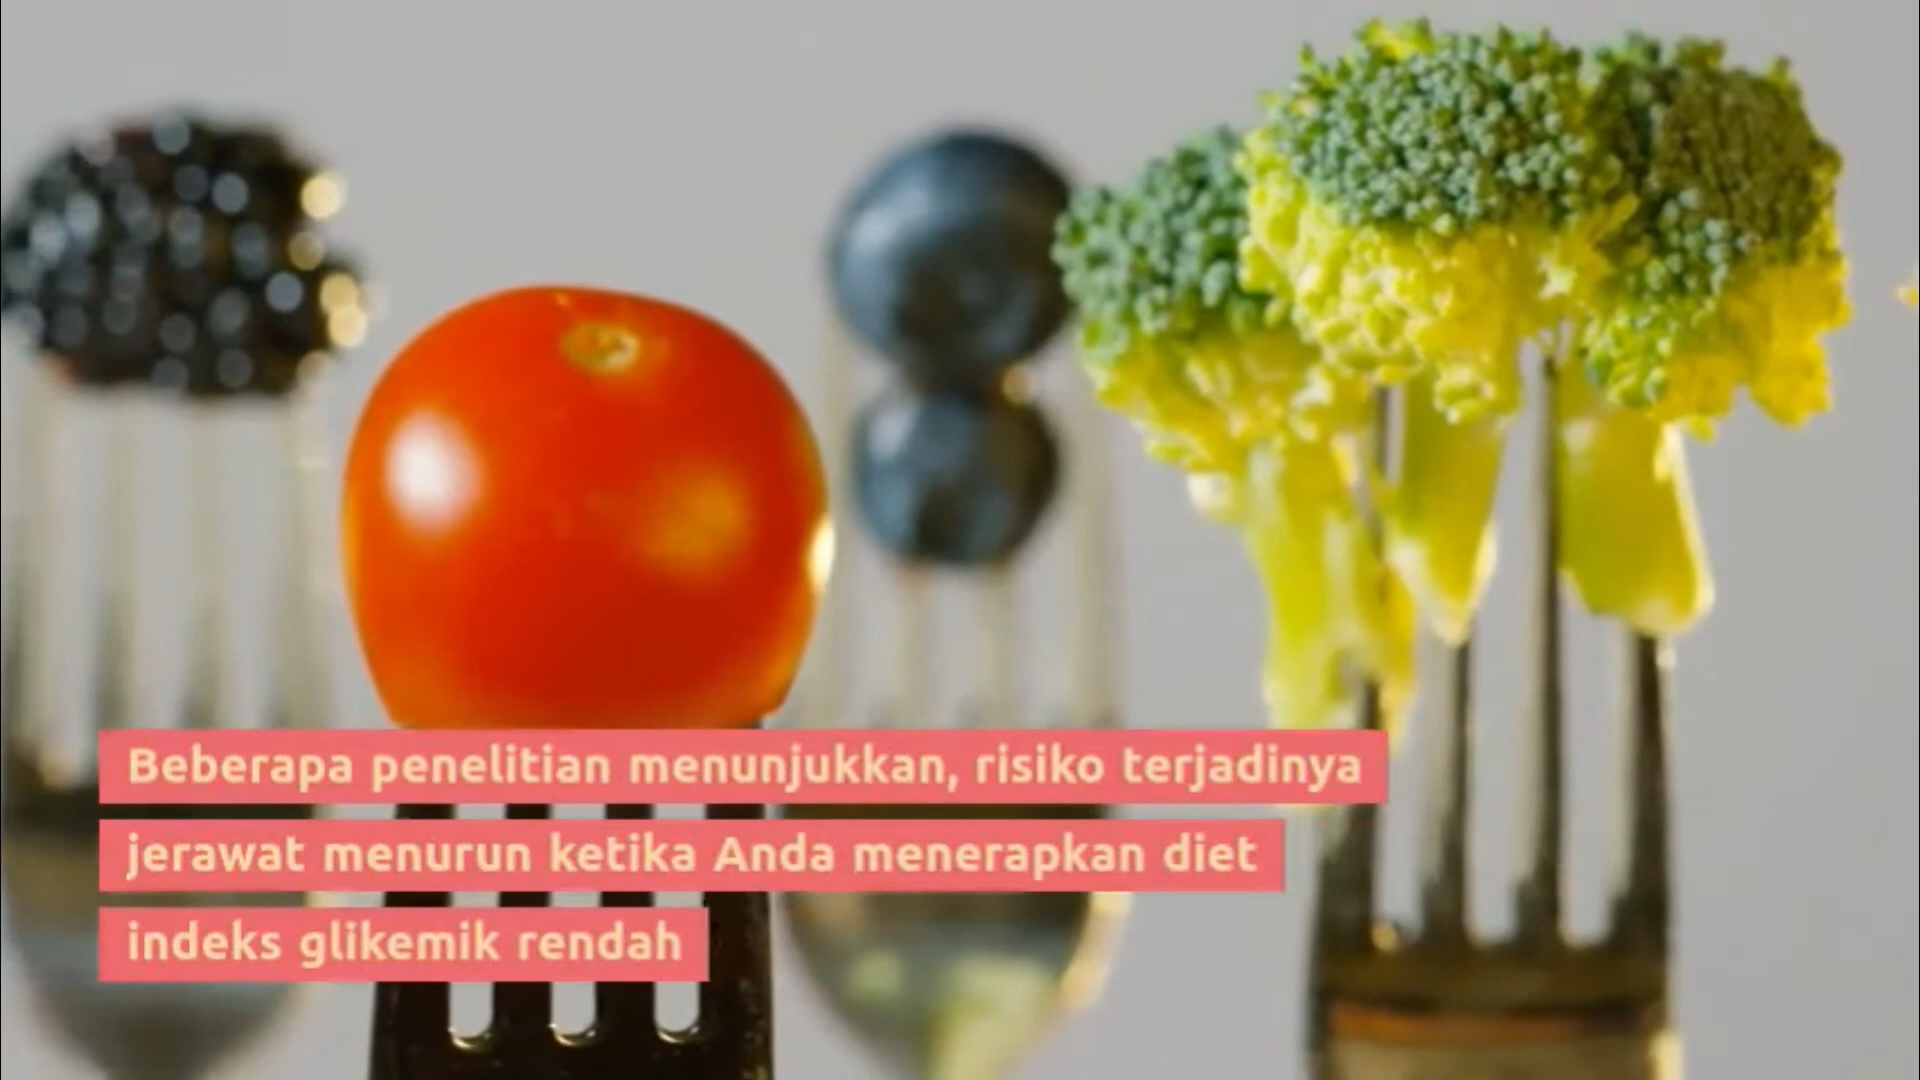 Beberapa penelitian menunjukkan, risiko terjadinya
jerawat menurun ketika Anda menerapkan diet
indeks glikemik rendah